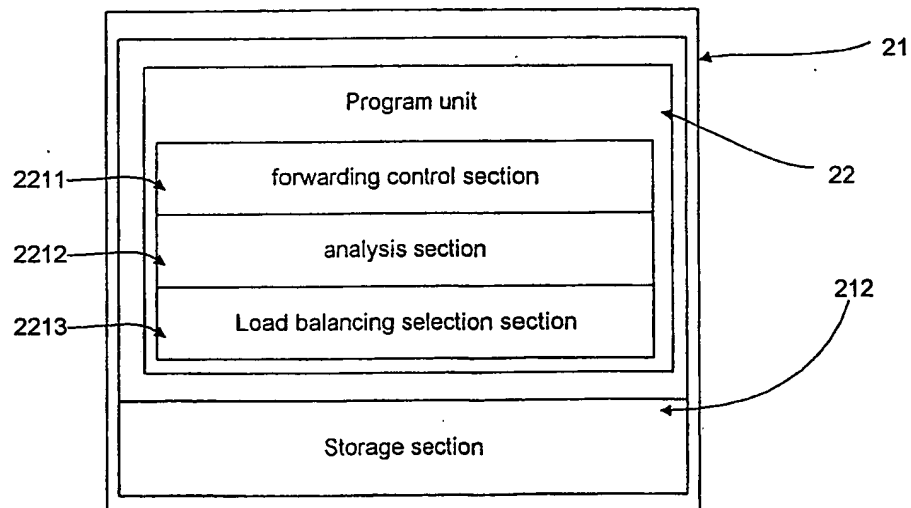 21
Program unit
22
2211
forwarding control section
2212
analysis section
212
2213
Load balancing selection section
Storage section